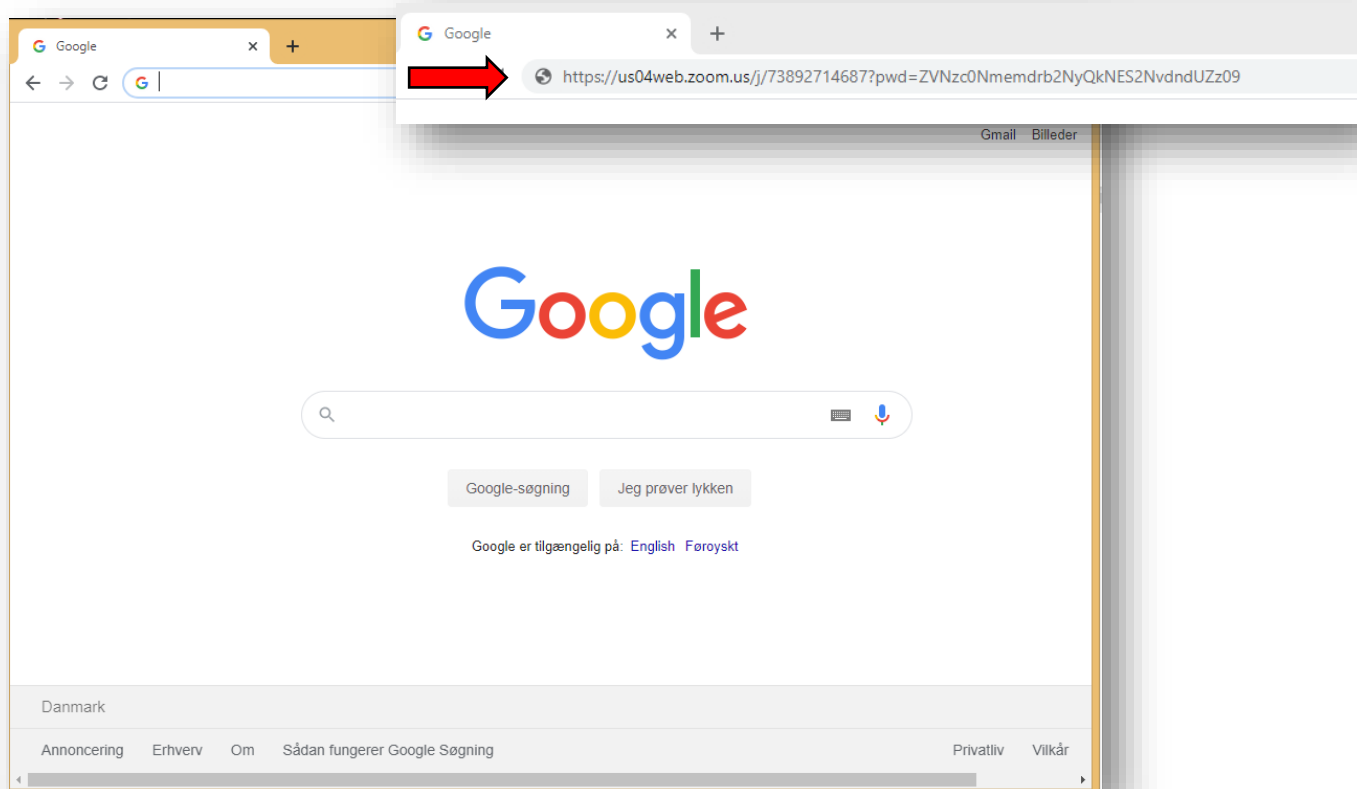 Google
Google
https://us04web.zoom.us/j/73892714687?pwd=ZVNzc0Nmemdrb2NyQkNES2NvdndUZz09
Gmail Billeder
Google
Google-søgning Jeg prøver lykken
Google er tilgængelig på: English Føroyskt
Danmark
Annoncering Erhverv Om Sådan fungerer Google Søgning Privatliv Vilkår